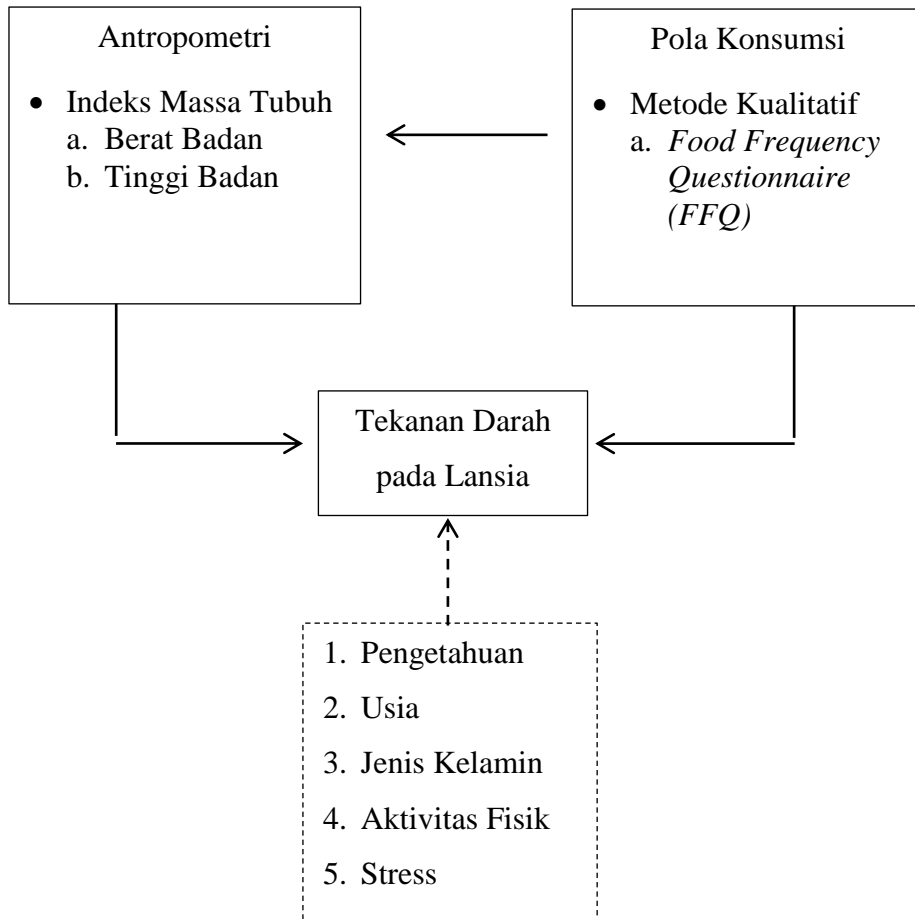 Antropometri
• Indeks Massa Tubuh
a. Berat Badan
b. Tinggi Badan
Pola Konsumsi
• Metode Kualitatif
a. Food Frequency
Questionnaire
(FFQ)
Tekanan Darah
pada Lansia
1. Pengetahuan
2. Usia
3. Jenis Kelamin
4. Aktivitas Fisik
5. Stress